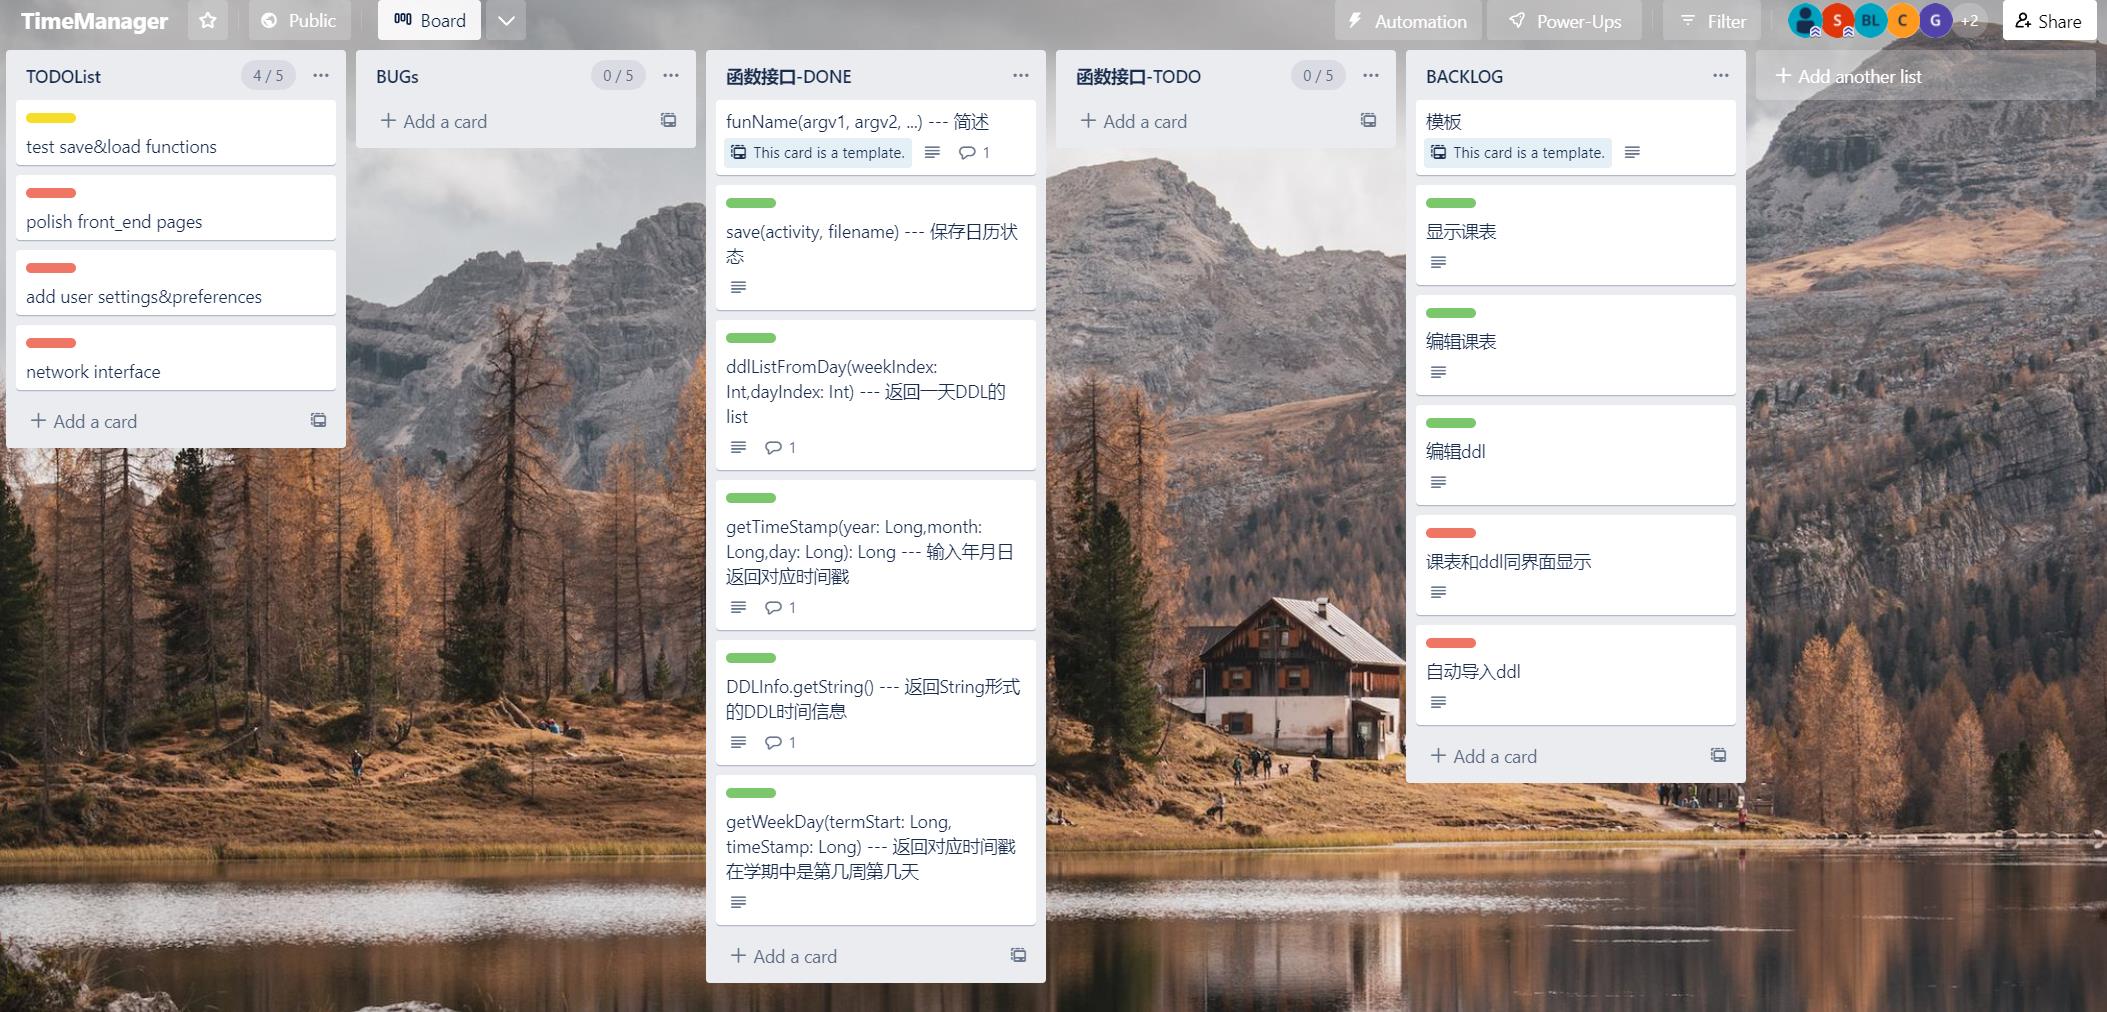 TimeManager
Public
Board
Automation
Power-Ups
Filter
S
BL
C
G
+2
Share
TODOList
4 / 5
test save&load functions
polish front_end pages
add user settings&preferences
network interface
Add a card
BUGs
0 / 5
Add a card
函数接口-DONE
funName(argv1, argv2, ...) --- 简述
This card is a template.
1
save(activity, filename) --- 保存日历状
态
ddlListFromDay(weekIndex:
Int,dayIndex: Int) --- 返回一天DDL的
list
1
getTimeStamp(year: Long,month:
Long,day: Long): Long --- 输入年月日
返回对应时间戳
1
DDLInfo.getString() --- 返回String形式
的DDL时间信息
1
getWeekDay(termStart: Long,
timeStamp: Long) --- 返回对应时间戳
在学期中是第几周第几天
Add a card
函数接口-TODO
0 / 5
Add a card
BACKLOG
模板
This card is a template.
显示课表
编辑课表
编辑ddl
课表和ddl同界面显示
自动导入ddl
Add a card
Add another list